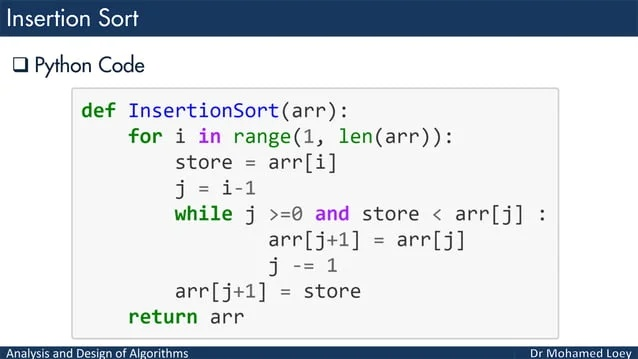 Insertion Sort
❑ Python Code
def InsertionSort(arr):
    for i in range(1, len(arr)):
        store = arr[i]
        j = i-1
        while j >=0 and store < arr[j] :
                arr[j+1] = arr[j]
                j -= 1
        arr[j+1] = store
    return arr
Analysis and Design of Algorithms
Dr Mohamed Loey